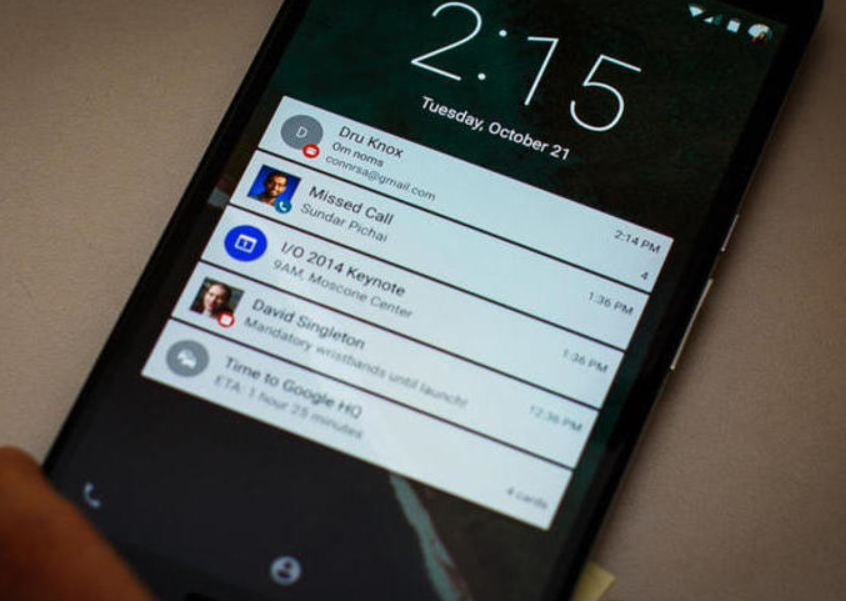 2:15
Tuesday, October 21
D
Dru Knox
Om noms
connrsa@gmail.com
2:14 PM
4
Missed Call
Sundar Pichai
1:36 PM
1
I/O 2014 Keynote
9AM, Moscone Center
1:36 PM
David Singleton
Mandatory wristbands until launch!
12:36 PM
Time to Google HQ
ETA: 1 hour 25 minutes
4 cards